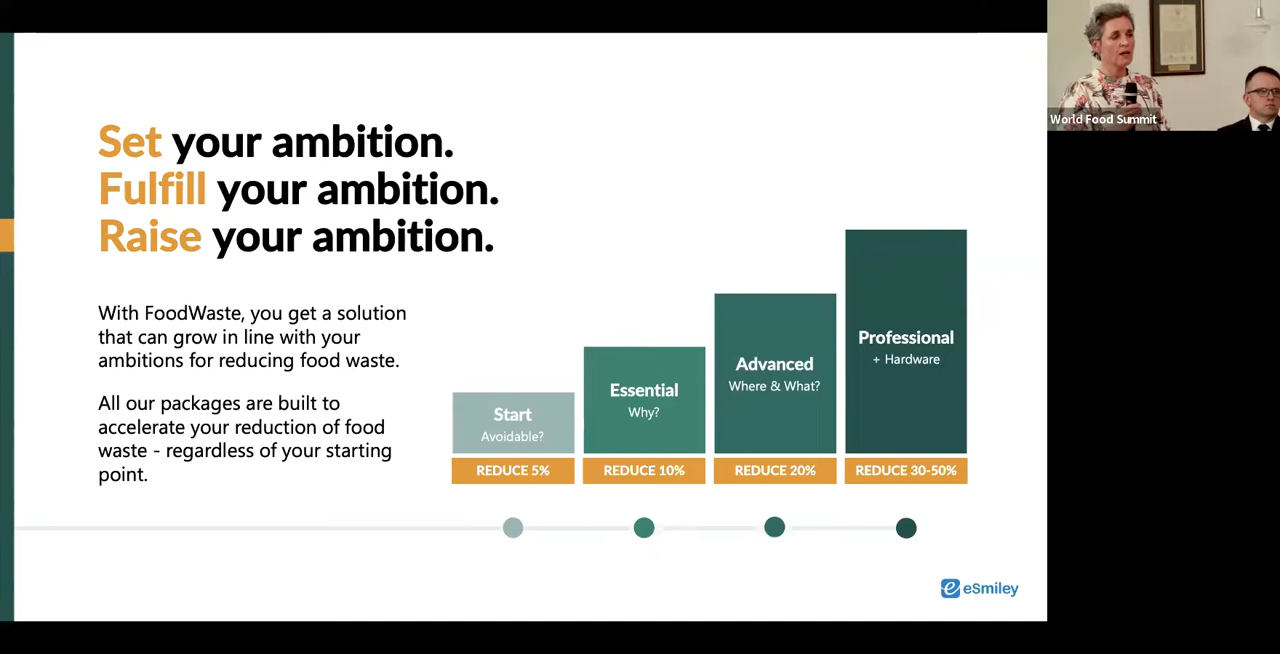 Set your ambition.
Fulfill your ambition.
Raise your ambition.
With FoodWaste, you get a solution
that can grow in line with your
ambitions for reducing food waste.
All our packages are built to
accelerate your reduction of food
waste - regardless of your starting
point.
Start
Avoidable?
REDUCE 5%
Essential
Why?
REDUCE 10%
Advanced
Where & What?
REDUCE 20%
Professional
+ Hardware
REDUCE 30-50%
eSmiley
World Food Summit